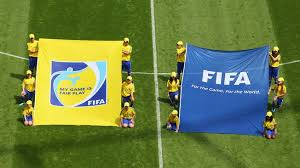 MY GAME IS
FAIR PLAY
FIFA
FIFA
For the Game. For the World.